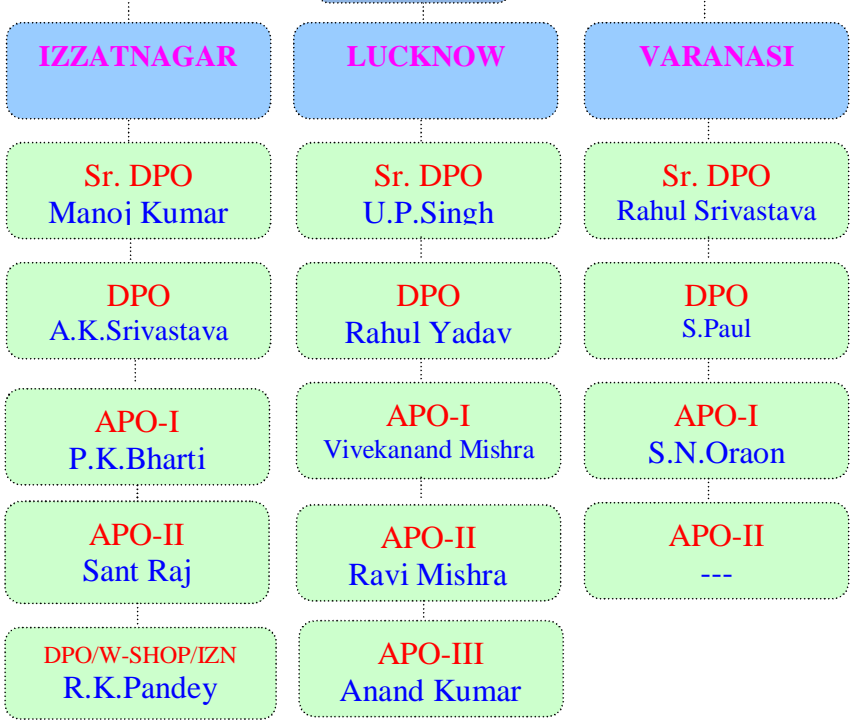 IZZATNAGAR
Sr. DPO
Manoj Kumar
DPO
A.K.Srivastava
APO-I
P.K.Bharti
APO-II
Sant Raj
DPO/W-SHOP/IZN
R.K.Pandey
LUCKNOW
Sr. DPO
U.P.Singh
DPO
Rahul Yadav
APO-I
Vivekanand Mishra
APO-II
Ravi Mishra
APO-III
Anand Kumar
VARANASI
Sr. DPO
Rahul Srivastava
DPO
S.Paul
APO-I
S.N.Oraon
APO-II
---